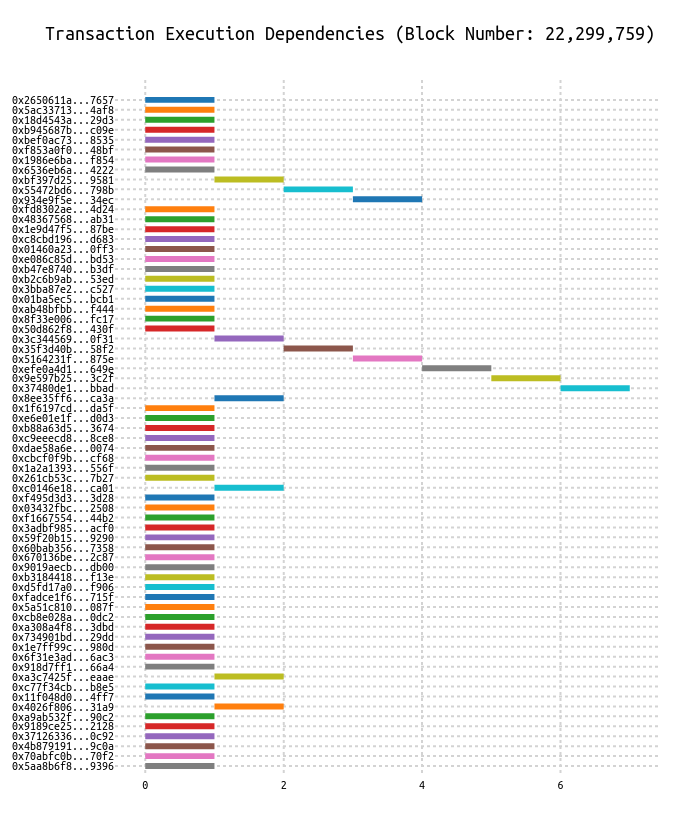 Transaction Execution Dependencies (Block Number: 22,299,759)
0x2650611a...7657
0x5ac33713...4af8
0x18d4543a...29d3
0xb945687b...c09e
0xbef0ac73...8535
0xf853a0f0...48bf
0x1986e6ba...f854
0x6536eb6a...4222
0xbf397d25...9581
0x55472bd6...798b
0x934e9f5e...34ec
0xfd8302ae...4d24
0x48367568...ab31
0x1e9d47f5...87be
0xc8cbd196...d683
0x01460a23...0ff3
0xe086c85d...bd53
0xb47e8740...b3df
0xb2c6b9ab...53ed
0x3bba87e2...c527
0x01ba5ec5...bcb1
0xab48bfbb...f444
0x8f33e006...fc17
0x50d862f8...430f
0x3c344569...0f31
0x35f3d40b...58f2
0x5164231f...875e
0xefe0a4d1...649e
0x9e597b25...3c2f
0x37480de1...bbad
0x8ee35ff6...ca3a
0x1f6197cd...da5f
0xe6e01e1f...d0d3
0xb88a63d5...3674
0xc9eeecd8...8ce8
0xdae58a6e...0074
0xcbcf0f9b...cf68
0x1a2a1393...556f
0x261cb53c...7b27
0xc0146e18...ca01
0xf495d3d3...3d28
0x03432fbc...2508
0xf1667554...44b2
0x3adbf985...acf0
0x59f20b15...9290
0x60bab356...7358
0x670136be...2c87
0x9019aecb...db00
0xb3184418...f13e
0xd5fd17a0...f906
0xfadce1f6...715f
0x5a51c810...087f
0xcb8e028a...0dc2
0xa308a4f8...3dbd
0x734901bd...29dd
0x1e7ff99c...980d
0x6f31e3ad...6ac3
0x918d7ff1...66a4
0xa3c7425f...eaae
0xc77f34cb...b8e5
0x11f048d0...4ff7
0x4026f806...31a9
0xa9ab532f...90c2
0x9189ce25...2128
0x37126336...0c92
0x4b879191...9c0a
0x70abfc0b...70f2
0x5aa8b6f8...9396
0 2 4 6